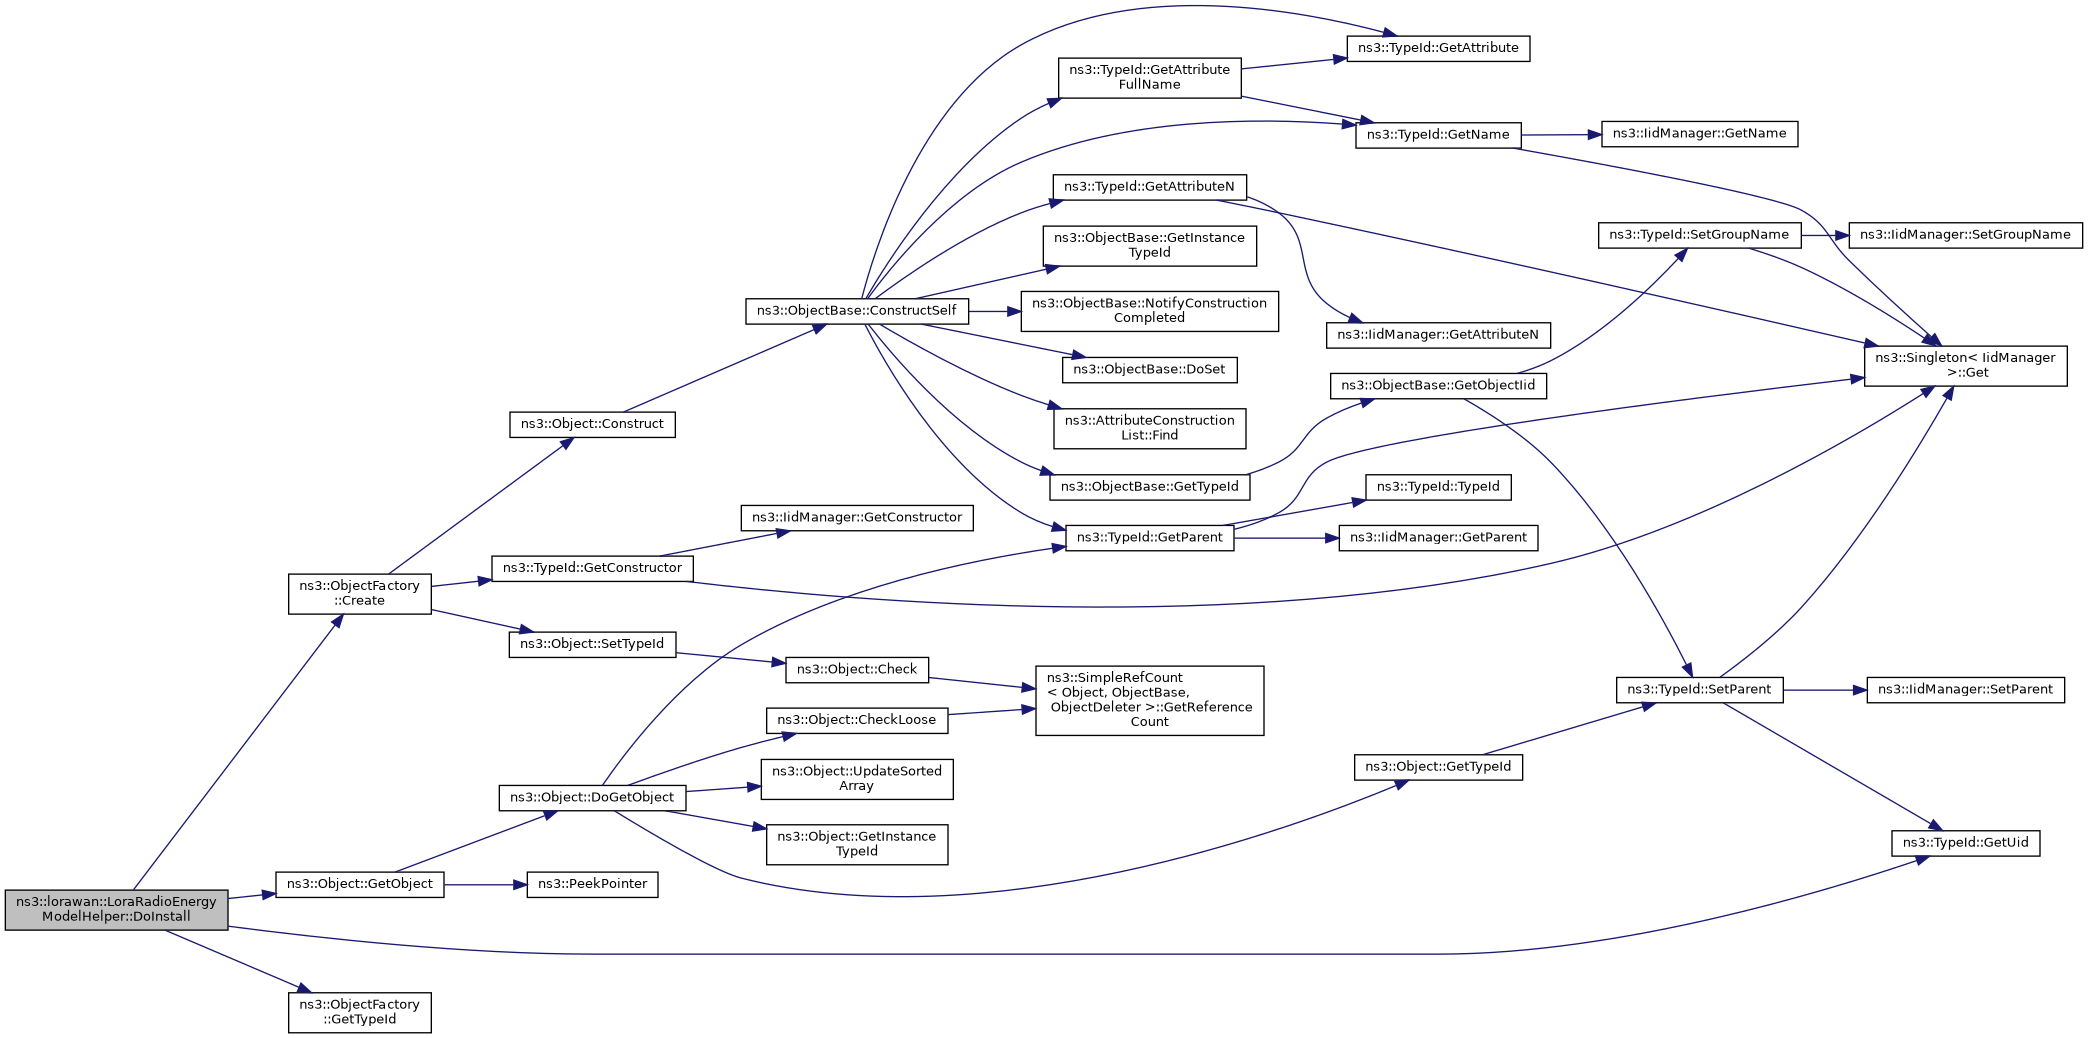 ns3::TypeId::GetAttribute
ns3::TypeId::GetAttribute
FullName
ns3::TypeId::GetName
ns3::IidManager::GetName
ns3::TypeId::GetAttributeN
ns3::ObjectBase::GetInstance
TypeId
ns3::TypeId::SetGroupName
ns3::IidManager::SetGroupName
ns3::ObjectBase::ConstructSelf
ns3::ObjectBase::NotifyConstruction
Completed
ns3::IidManager::GetAttributeN
ns3::ObjectBase::DoSet
ns3::Singleton< IidManager
>::Get
ns3::ObjectBase::GetObjectIid
ns3::Object::Construct
ns3::AttributeConstruction
List::Find
ns3::ObjectBase::GetTypeId
ns3::TypeId::TypeId
ns3::IidManager::GetConstructor
ns3::TypeId::GetParent
ns3::IidManager::GetParent
ns3::TypeId::GetConstructor
ns3::ObjectFactory
::Create
ns3::Object::SetTypeId
ns3::Object::Check
ns3::SimpleRefCount
< Object, ObjectBase,
ObjectDeleter >::GetReference
Count
ns3::TypeId::SetParent
ns3::IidManager::SetParent
ns3::Object::CheckLoose
ns3::Object::GetTypeId
ns3::Object::UpdateSorted
Array
ns3::Object::DoGetObject
ns3::Object::GetInstance
TypeId
ns3::TypeId::GetUid
ns3::Object::GetObject
ns3::PeekPointer
ns3::lorawan::LoraRadioEnergy
ModelHelper::DoInstall
ns3::ObjectFactory
::GetTypeId